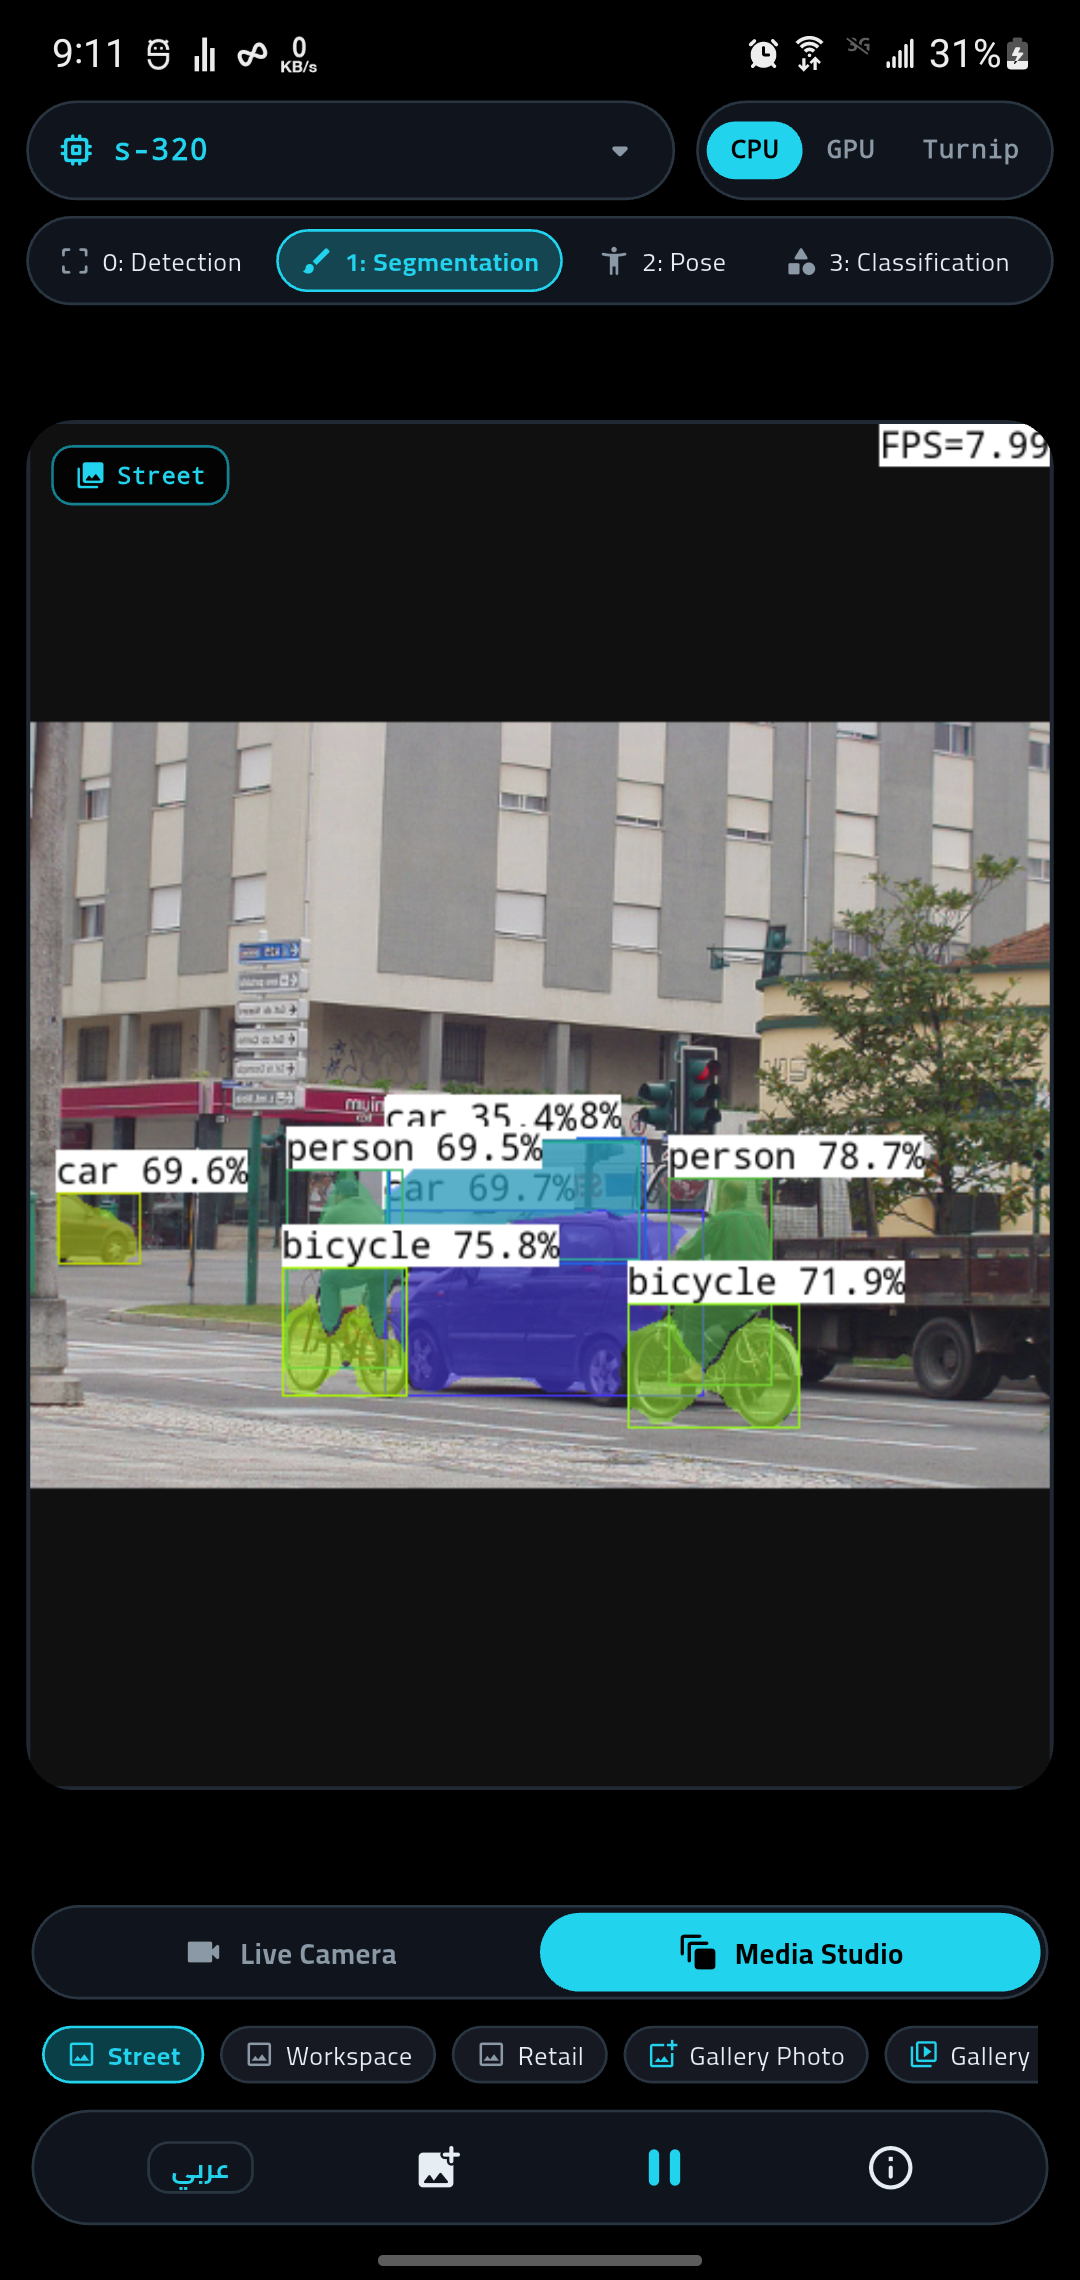 9:11
0
KB/s
31%
s-320
CPU GPU Turnip
0: Detection 1: Segmentation 2: Pose 3: Classification
Street
FPS=7.99
car 35.4%8%
person 69.5%
person 78.7%
car 69.6%
car 69.7%
bicycle 75.8%
bicycle 71.9%
Live Camera Media Studio
Street Workspace Retail Gallery Photo Gallery
عربي